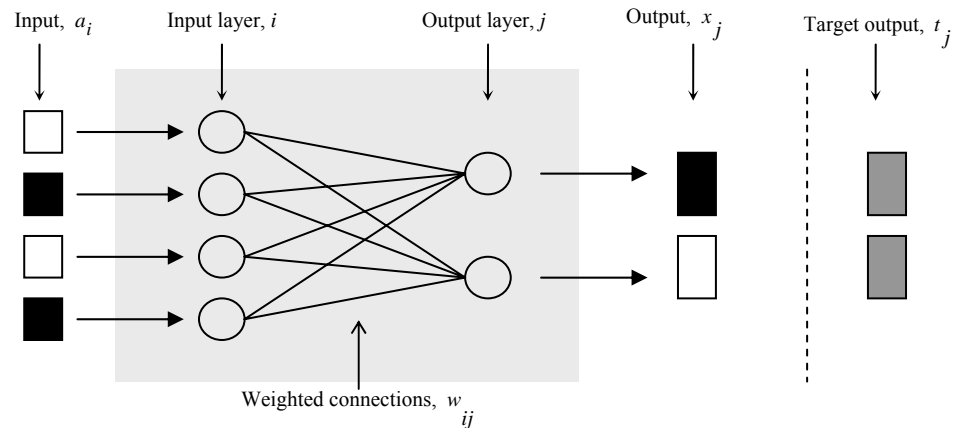 Input, a_i
Input layer, i
Output layer, j
Output, x_j
Target output, t_j
Weighted connections, w_ij